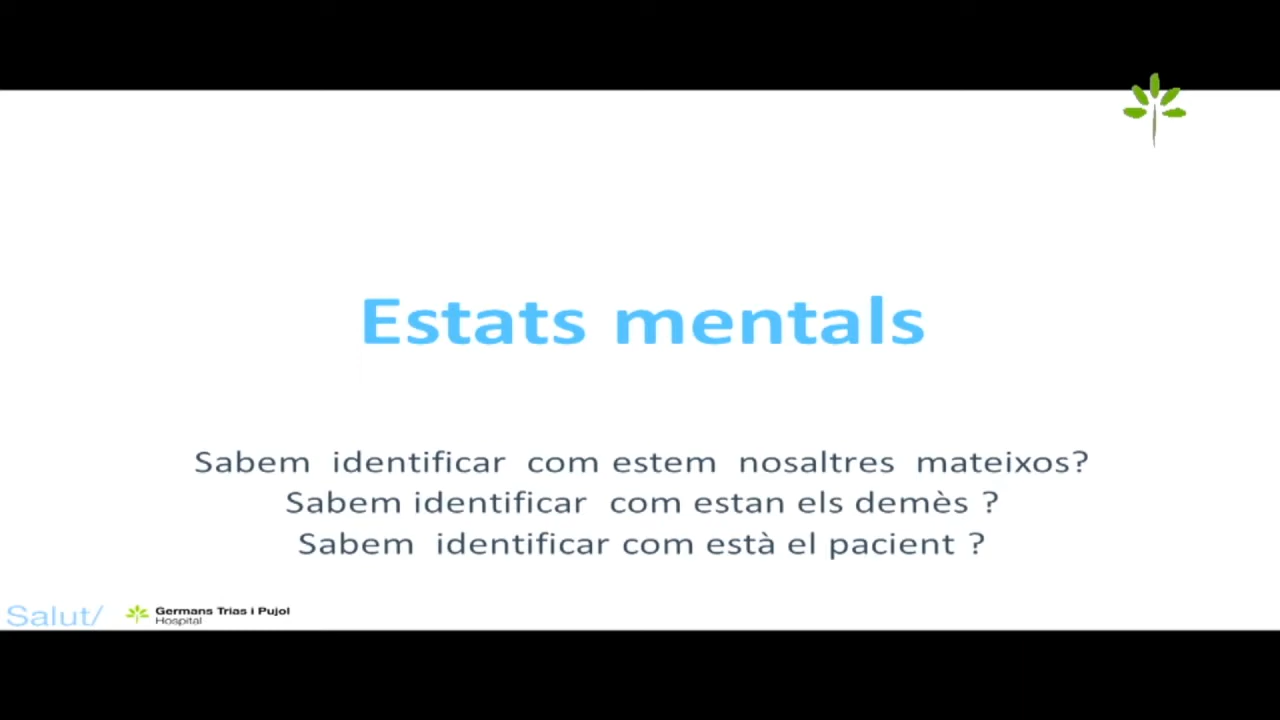 Estats mentals
Sabem identificar com estem nosaltres mateixos?
Sabem identificar com estan els demès ?
Sabem identificar com està el pacient ?
Salut/
Germans Trias i Pujol
Hospital